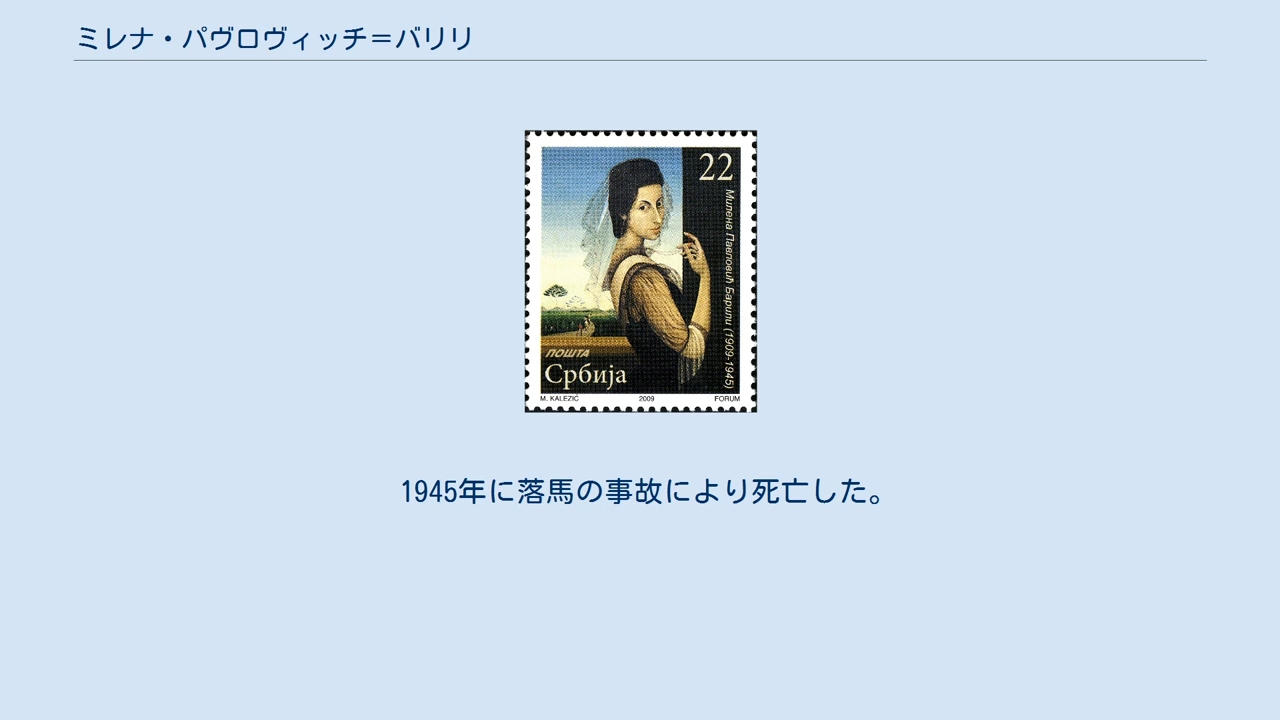 ミレナ・パヴロヴィッチ＝バリリ
22
Милена Павловић Барили (1909-1945)
ПОШТА
Србија
M. KALEZIĆ 2009 FORUM
1945年に落馬の事故により死亡した。